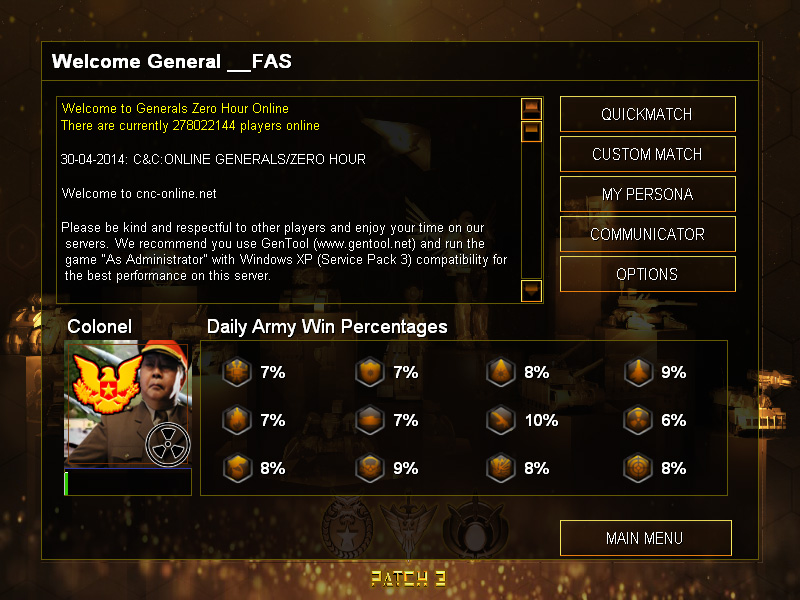 Welcome General __FAS
Welcome to Generals Zero Hour Online
There are currently 278022144 players online
30-04-2014: C&C:ONLINE GENERALS/ZERO HOUR
Welcome to cnc-online.net
Please be kind and respectful to other players and enjoy your time on our
servers. We recommend you use GenTool (www.gentool.net) and run the
game "As Administrator" with Windows XP (Service Pack 3) compatibility for
the best performance on this server.
QUICKMATCH
CUSTOM MATCH
MY PERSONA
COMMUNICATOR
OPTIONS
Colonel
Daily Army Win Percentages
7% 7% 8% 9%
7% 7% 10% 6%
8% 9% 8% 8%
MAIN MENU
PATCH 3